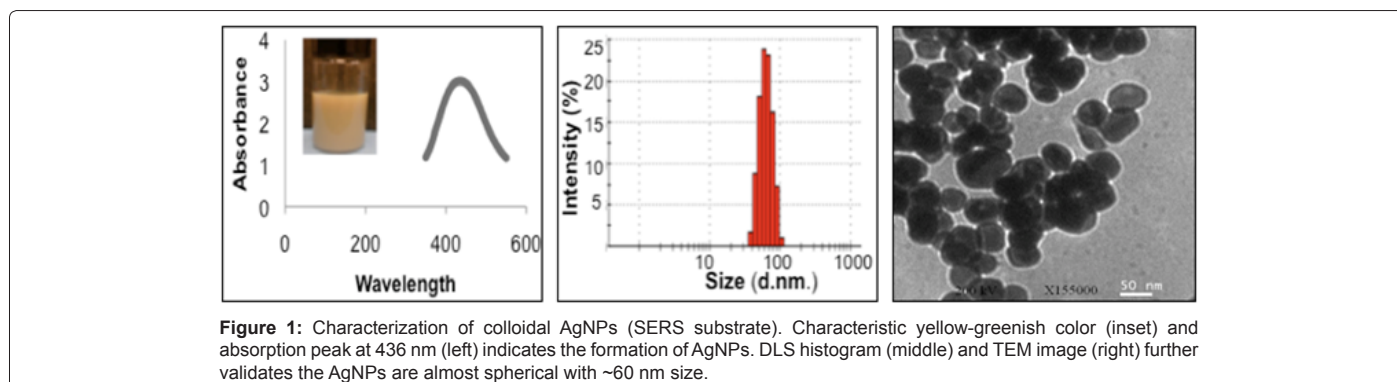 4
3
2
1
0
Absorbance
0 200 400 600
Wavelength
25
20
15
10
5
Intensity (%)
10 100 1000
Size (d.nm.)
200 kV X155000 50 nm
Figure 1: Characterization of colloidal AgNPs (SERS substrate). Characteristic yellow-greenish color (inset) and
absorption peak at 436 nm (left) indicates the formation of AgNPs. DLS histogram (middle) and TEM image (right) further
validates the AgNPs are almost spherical with ~60 nm size.